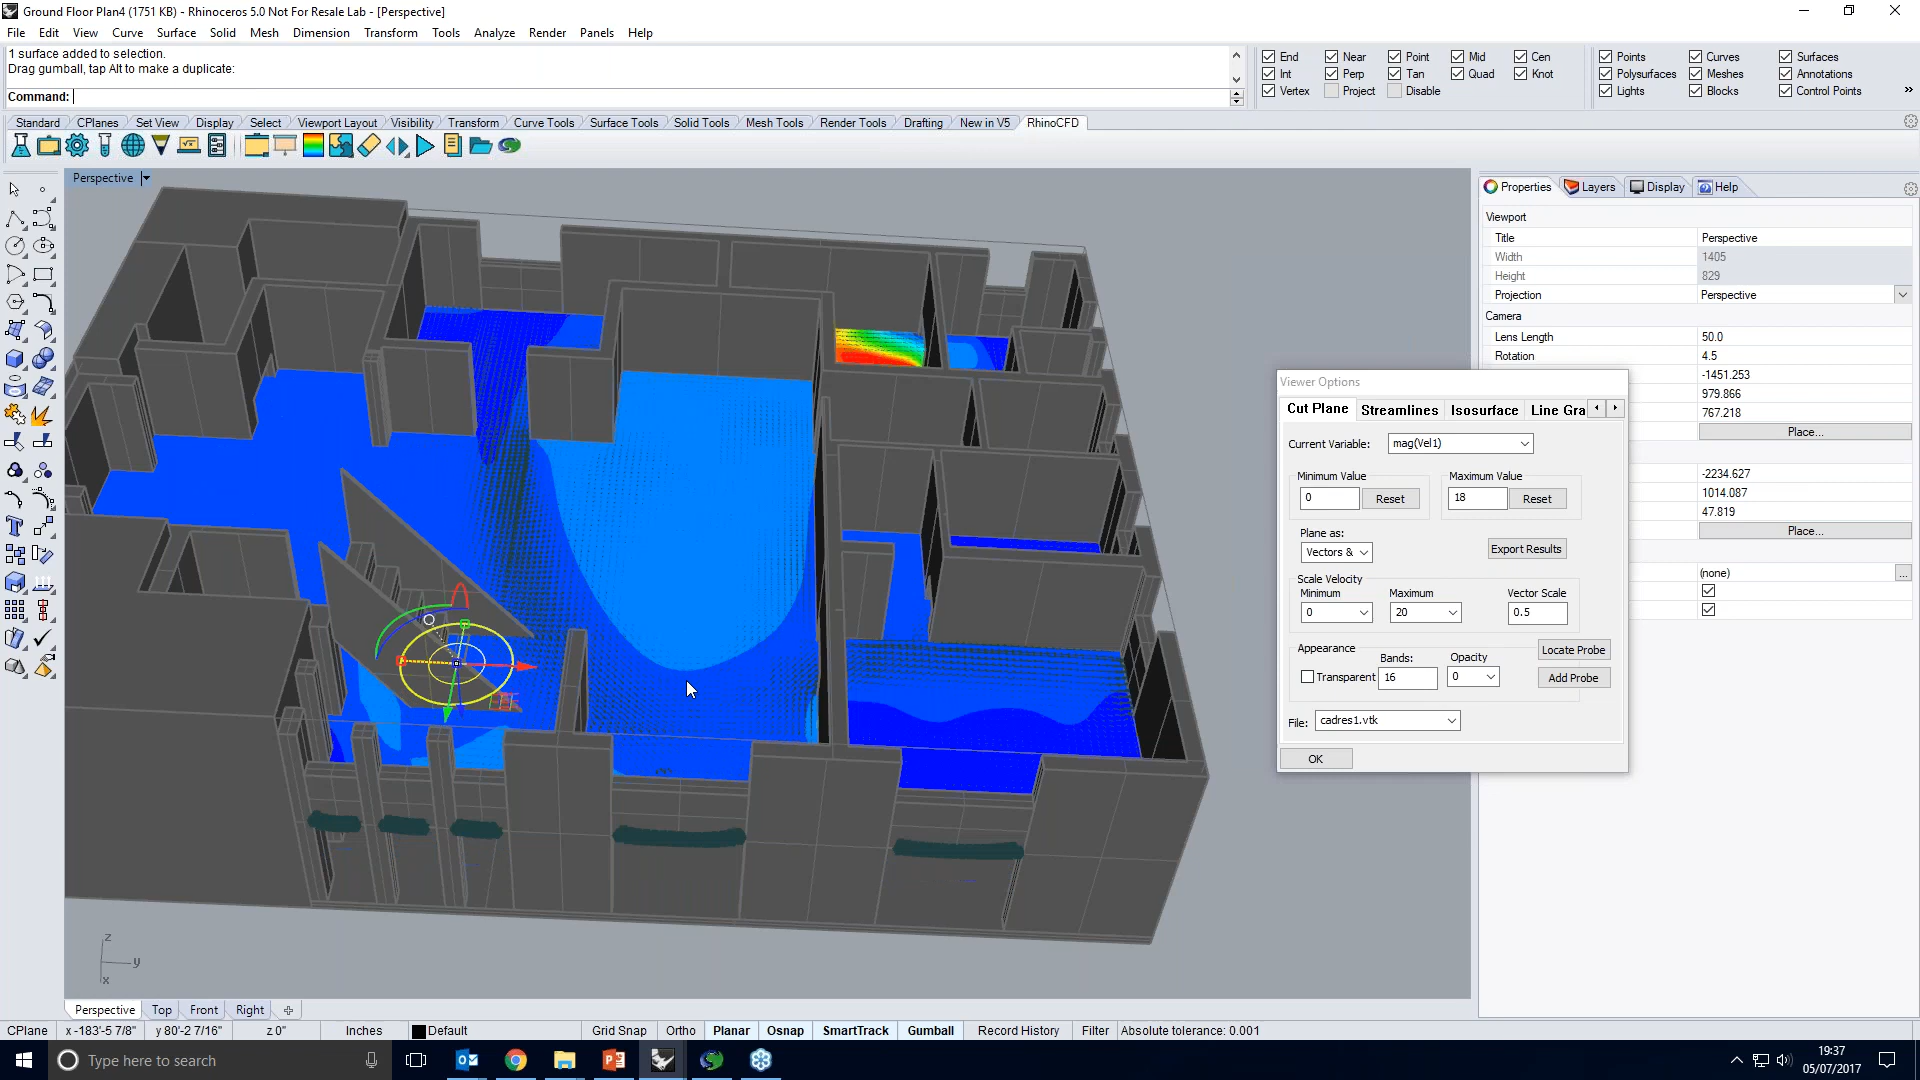 Ground Floor Plan4 (1751 KB) - Rhinoceros 5.0 Not For Resale Lab - [Perspective]
File Edit View Curve Surface Solid Mesh Dimension Transform Tools Analyze Render Panels Help
1 surface added to selection.
Drag gumball, tap Alt to make a duplicate:
Command:
End Near Point Mid Cen
Int Perp Tan Quad Knot
Vertex Project Disable
Points Curves Surfaces
Polysurfaces Meshes Annotations
Lights Blocks Control Points
Standard CPlanes Set View Display Select Viewport Layout Visibility Transform Curve Tools Surface Tools Solid Tools Mesh Tools Render Tools Drafting New in V5 RhinoCFD
Perspective
Properties Layers Display Help
Viewport
Title Perspective
Width 1405
Height 829
Projection Perspective
Camera
Lens Length 50.0
Rotation 4.5
-1451.253
979.866
767.218
Place...
-2234.627
1014.087
47.819
Place...
(none) ...
Viewer Options
Cut Plane Streamlines Isosurface Line Gra
Current Variable: mag(Vel1)
Minimum Value Maximum Value
0 Reset 18 Reset
Plane as:
Vectors & Export Results
Scale Velocity
Minimum Maximum Vector Scale
0 20 0.5
Appearance Bands: Opacity Locate Probe
Transparent 16 0 Add Probe
File: cadres1.vtk
OK
z
y
x
Perspective Top Front Right
CPlane x -183'-5 7/8" y 80'-2 7/16" z 0" Inches Default Grid Snap Ortho Planar Osnap SmartTrack Gumball Record History Filter Absolute tolerance: 0.001
Type here to search
19:37
05/07/2017